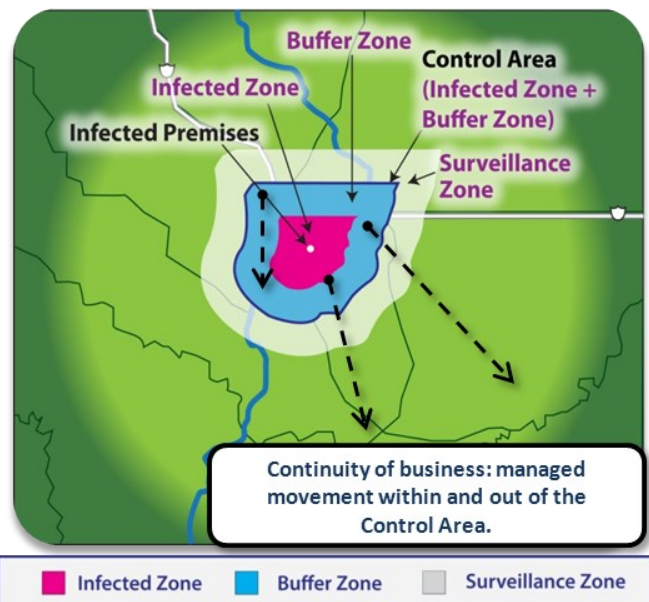 Buffer Zone
Control Area
(Infected Zone +
Buffer Zone)
Infected Zone
Infected Premises
Surveillance
Zone
Continuity of business: managed
movement within and out of the
Control Area.
Infected Zone
Buffer Zone
Surveillance Zone